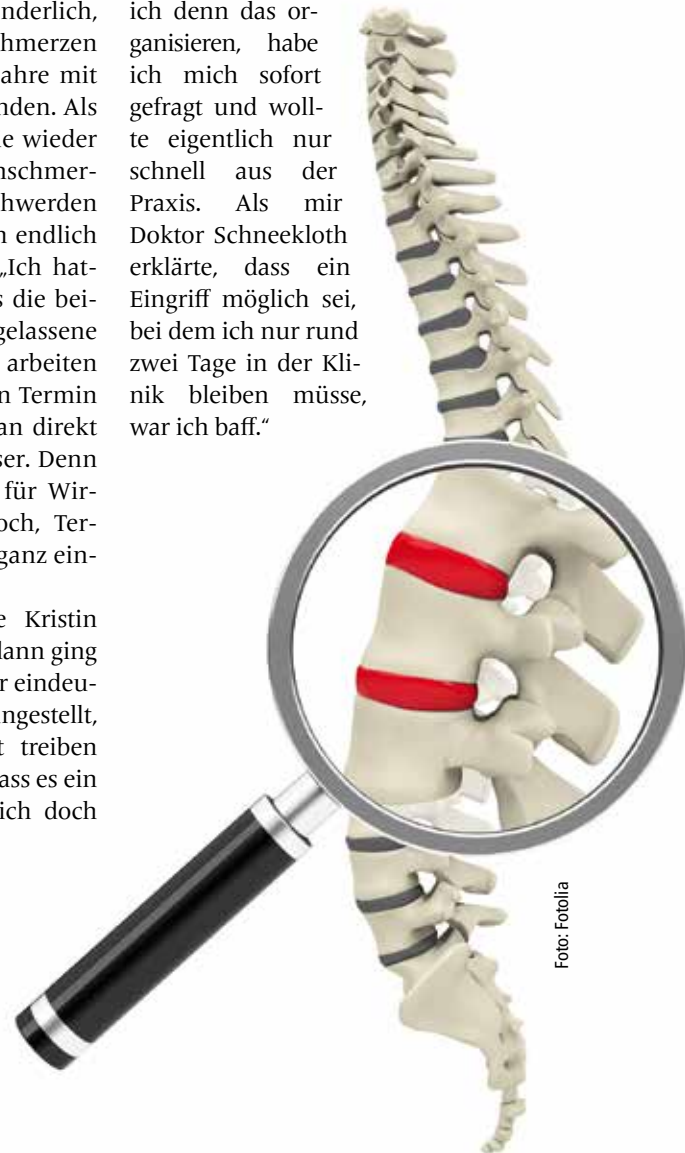 nderlich,
hmerzen
ahre mit
nden. Als
e wieder
nschmer-
hwerden
n endlich
„Ich hat-
s die bei-
gelassene
arbeiten
n Termin
an direkt
ser. Denn
für Wir-
och, Ter-
ganz ein-
e Kristin
dann ging
r eindeu-
ngestellt,
t treiben
ass es ein
ich doch
ich denn das or-
ganisieren, habe
ich mich sofort
gefragt und woll-
te eigentlich nur
schnell aus der
Praxis. Als mir
Doktor Schneekloth
erklärte, dass ein
Eingriff möglich sei,
bei dem ich nur rund
zwei Tage in der Kli-
nik bleiben müsse,
war ich baff.“
Foto: Fotolia